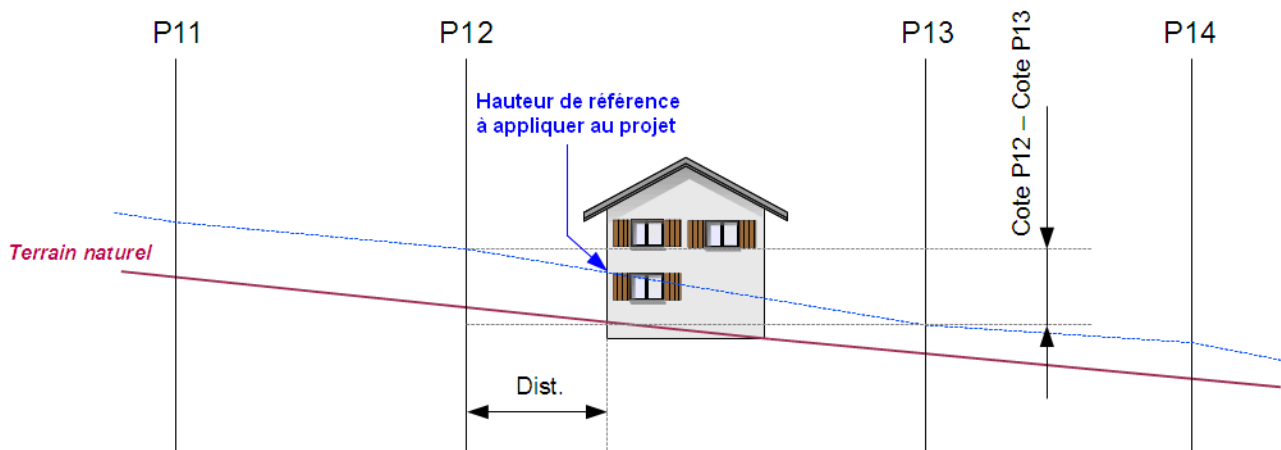 P11
P12
P13
P14
Cote P12 – Cote P13
Hauteur de référence
à appliquer au projet
Terrain naturel
Dist.